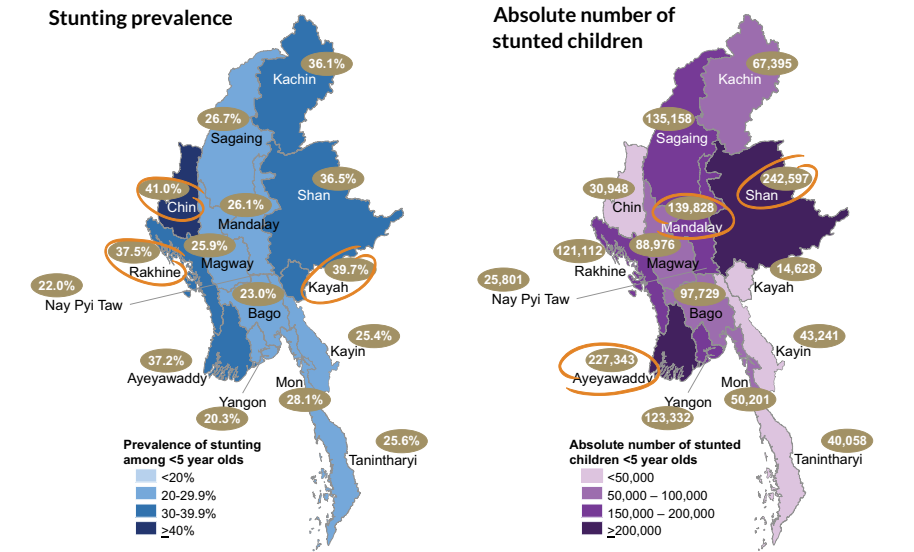 Stunting prevalence
36.1%
Kachin
26.7%
Sagaing
36.5%
Shan
41.0%
Chin
26.1%
Mandalay
37.5%
Rakhine
25.9%
Magway
39.7%
Kayah
22.0%
Nay Pyi Taw
23.0%
Bago
25.4%
Kayin
37.2%
Ayeyawaddy
Yangon
20.3%
Mon
28.1%
25.6%
Tanintharyi
Prevalence of stunting
among <5 year olds
<20%
20-29.9%
30-39.9%
≥40%
Absolute number of
stunted children
67,395
Kachin
135,158
Sagaing
242,597
Shan
30,948
Chin
139,828
Mandalay
121,112
Rakhine
88,976
Magway
14,628
Kayah
25,801
Nay Pyi Taw
97,729
Bago
43,241
Kayin
227,343
Ayeyawaddy
Yangon
123,332
Mon
50,201
40,058
Tanintharyi
Absolute number of stunted
children <5 year olds
<50,000
50,000 – 100,000
150,000 – 200,000
≥200,000